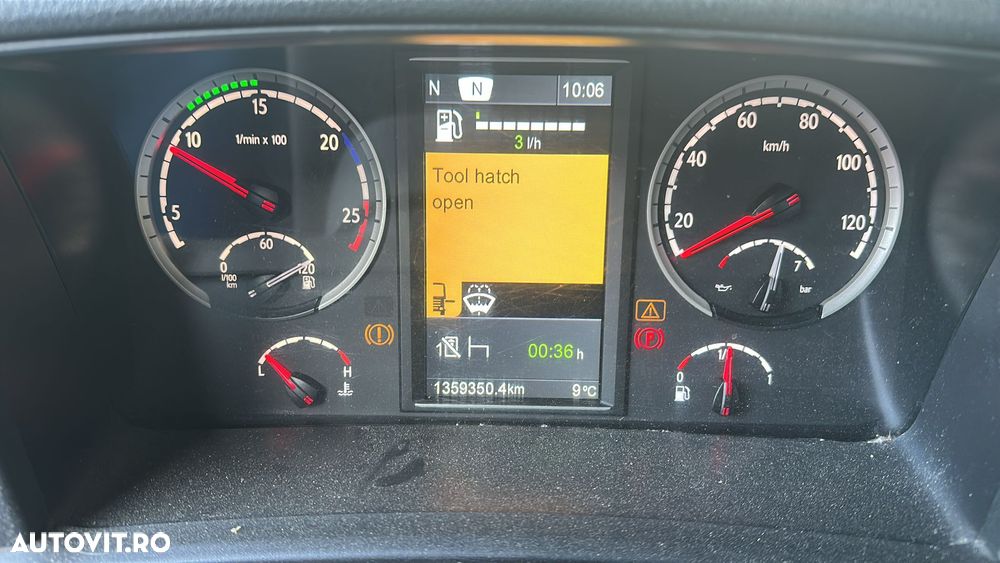 5 10 15 20 25
l/min x 100
0 60 120
l/100
km
L H
N N 10:06
3 l/h
Tool hatch
open
1 00:36 h
1359350.4km 9 °C
20 40 60 80 100 120
km/h
7
bar
P
0 1/ 1
AUTOVIT.RO